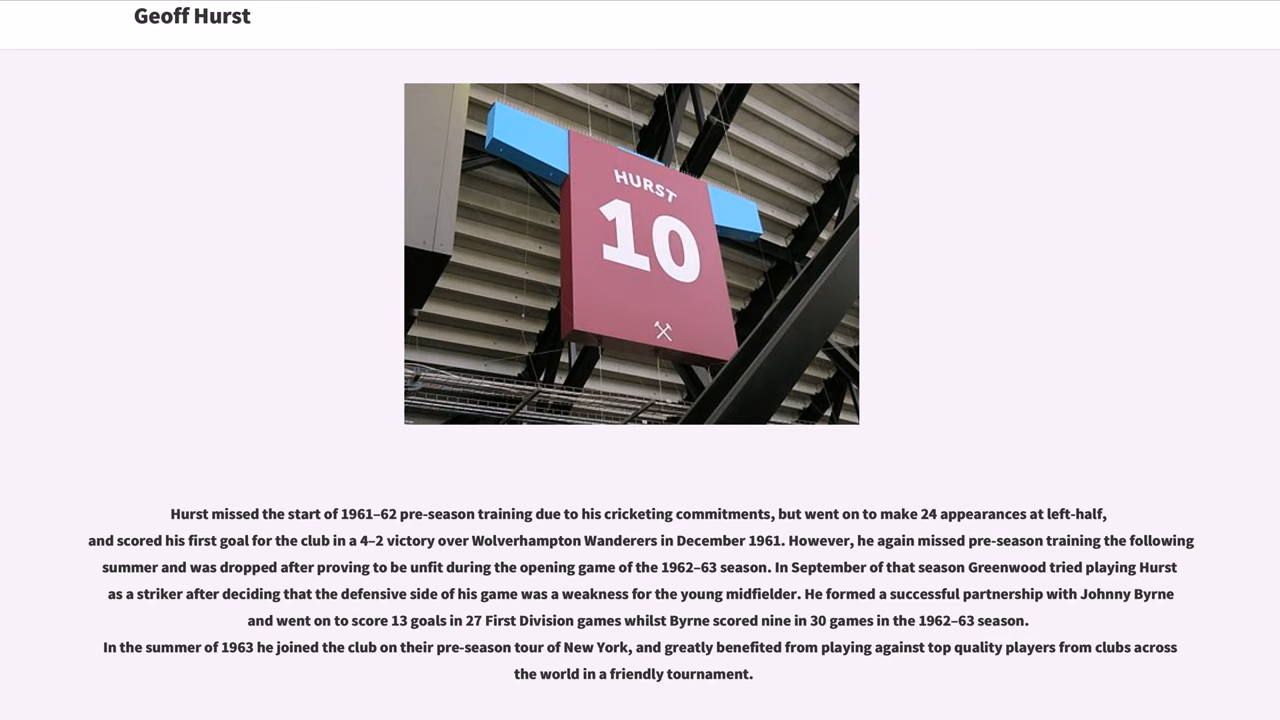 Geoff Hurst
HURST
10
Hurst missed the start of 1961–62 pre-season training due to his cricketing commitments, but went on to make 24 appearances at left-half,
and scored his first goal for the club in a 4–2 victory over Wolverhampton Wanderers in December 1961. However, he again missed pre-season training the following
summer and was dropped after proving to be unfit during the opening game of the 1962–63 season. In September of that season Greenwood tried playing Hurst
as a striker after deciding that the defensive side of his game was a weakness for the young midfielder. He formed a successful partnership with Johnny Byrne
and went on to score 13 goals in 27 First Division games whilst Byrne scored nine in 30 games in the 1962–63 season.
In the summer of 1963 he joined the club on their pre-season tour of New York, and greatly benefited from playing against top quality players from clubs across
the world in a friendly tournament.